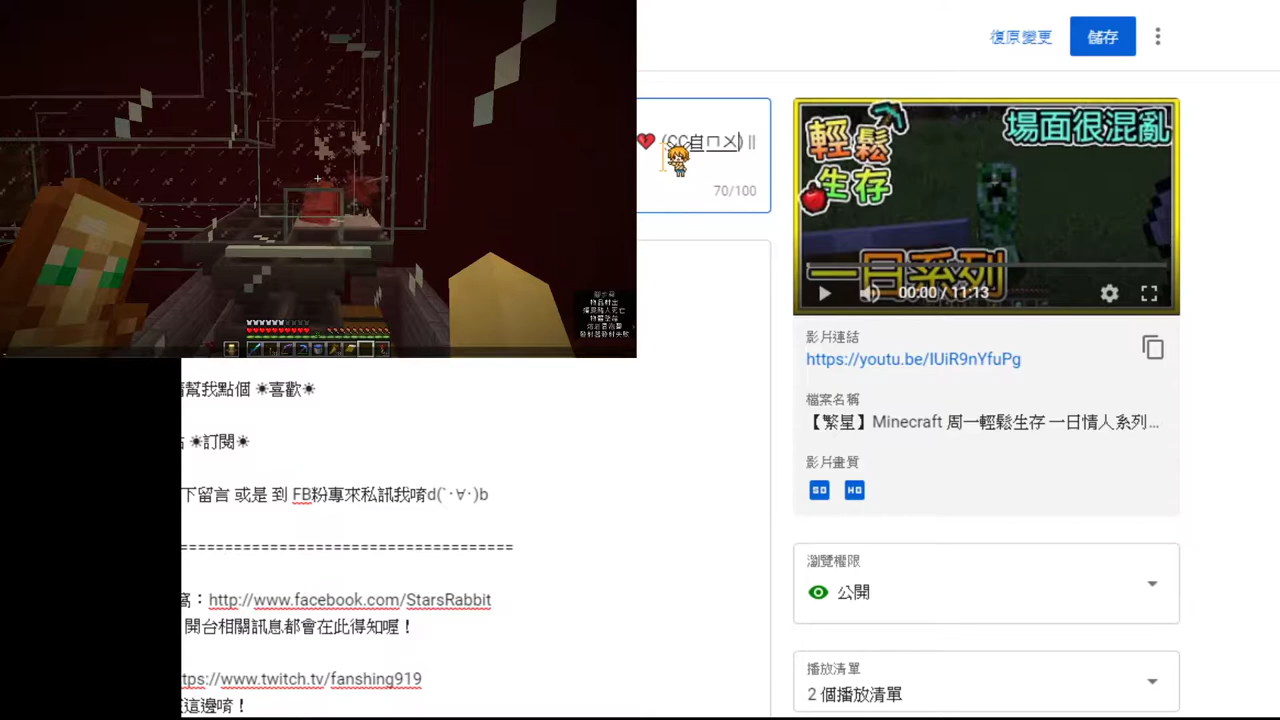 復原變更
儲存
(CC自ㄇㄨ) ||
70/100
輕鬆
生存
場面很混亂
一日系列
00:00 / 11:13
影片連結
https://youtu.be/IUiR9nYfuPg
檔案名稱
【繁星】Minecraft 周一輕鬆生存 一日情人系列...
影片畫質
SD HD
幫我點個 ☀喜歡☀
☀訂閱☀
下留言 或是 到 FB粉專來私訊我唷d(`･∀･)b
=====================================
：http://www.facebook.com/StarsRabbit
開台相關訊息都會在此得知喔！
tps://www.twitch.tv/fanshing919
這邊唷！
瀏覽權限
公開
播放清單
2 個播放清單